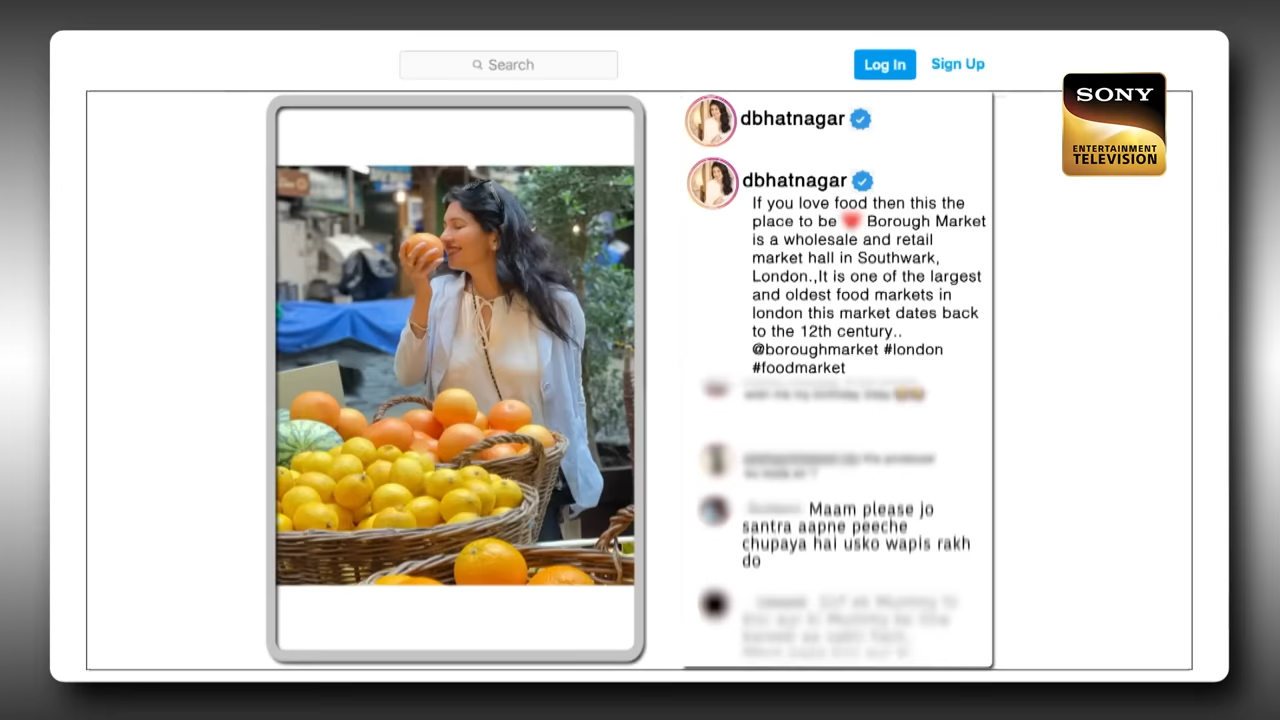 Search
Log In
Sign Up
SONY
ENTERTAINMENT
TELEVISION
dbhatnagar
dbhatnagar
If you love food then this the
place to be Borough Market
is a wholesale and retail
market hall in Southwark,
London.,It is one of the largest
and oldest food markets in
london this market dates back
to the 12th century..
@boroughmarket #london
#foodmarket
Maam please jo
santra aapne peeche
chupaya hai usko wapis rakh
do